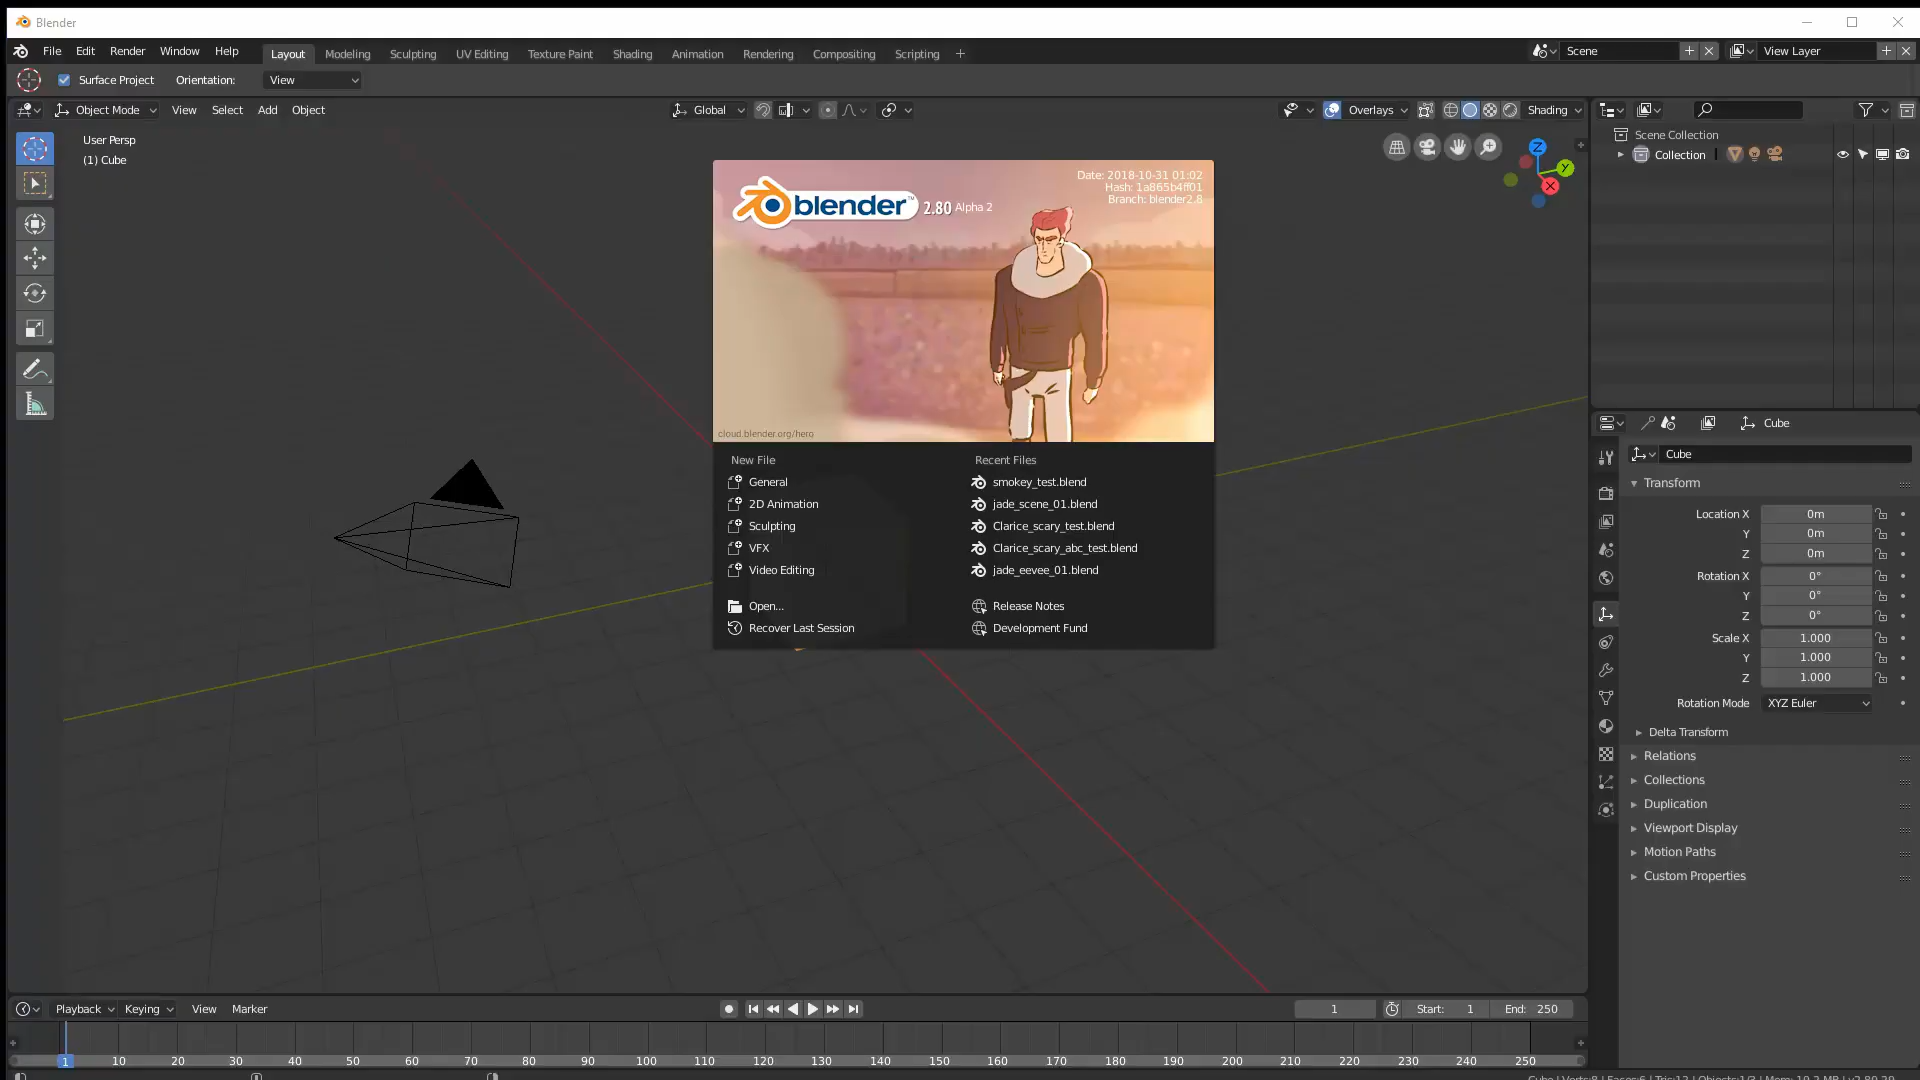 Blender
File Edit Render Window Help
Layout Modeling Sculpting UV Editing Texture Paint Shading Animation Rendering Compositing Scripting +
Scene
View Layer
Surface Project Orientation: View
Object Mode View Select Add Object
Global
Overlays
Shading
User Persp
(1) Cube
Z
Y
X
blender 2.80 Alpha 2
Date: 2018-10-31 01:02
Hash: 1a865b4ff01
Branch: blender2.8
cloud.blender.org/hero
New File
General
2D Animation
Sculpting
VFX
Video Editing
Open...
Recover Last Session
Recent Files
smokey_test.blend
jade_scene_01.blend
Clarice_scary_test.blend
Clarice_scary_abc_test.blend
jade_eevee_01.blend
Release Notes
Development Fund
Scene Collection
Collection
Cube
Cube
Transform
Location X 0m
Y 0m
Z 0m
Rotation X 0°
Y 0°
Z 0°
Scale X 1.000
Y 1.000
Z 1.000
Rotation Mode XYZ Euler
Delta Transform
Relations
Collections
Duplication
Viewport Display
Motion Paths
Custom Properties
Playback Keying View Marker
1
Start: 1 End: 250
1 10 20 30 40 50 60 70 80 90 100 110 120 130 140 150 160 170 180 190 200 210 220 230 240 250